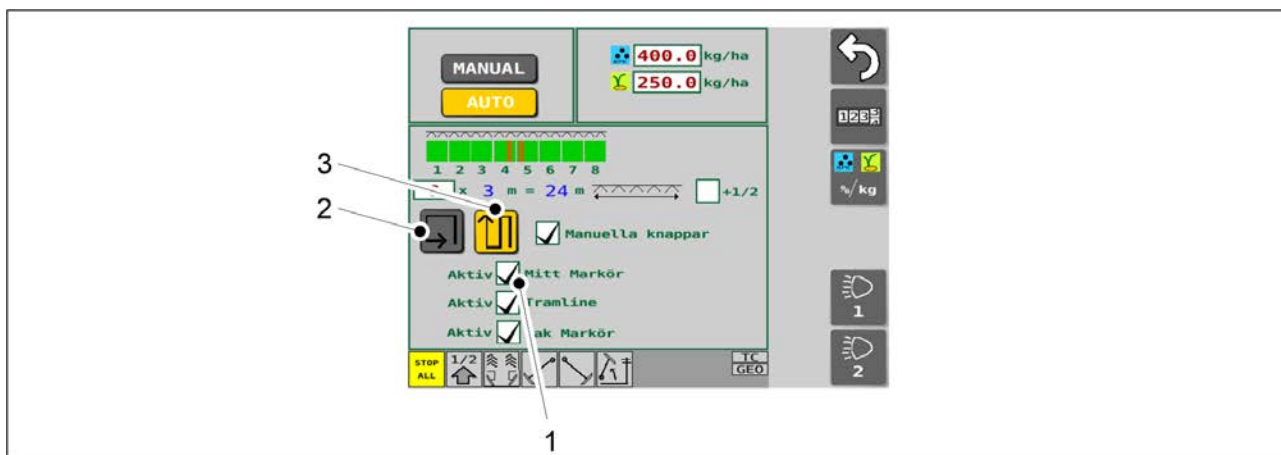 MANUAL
AUTO
400.0 kg/ha
250.0 kg/ha
1 2 3 4 5 6 7 8
x 3 m = 24 m +1/2
Manuella knappar
Aktiv Mitt Markör
Aktiv Tramline
Aktiv Markör
STOP ALL
1/2
TC
GEO
%/kg
1
2
3
2
1